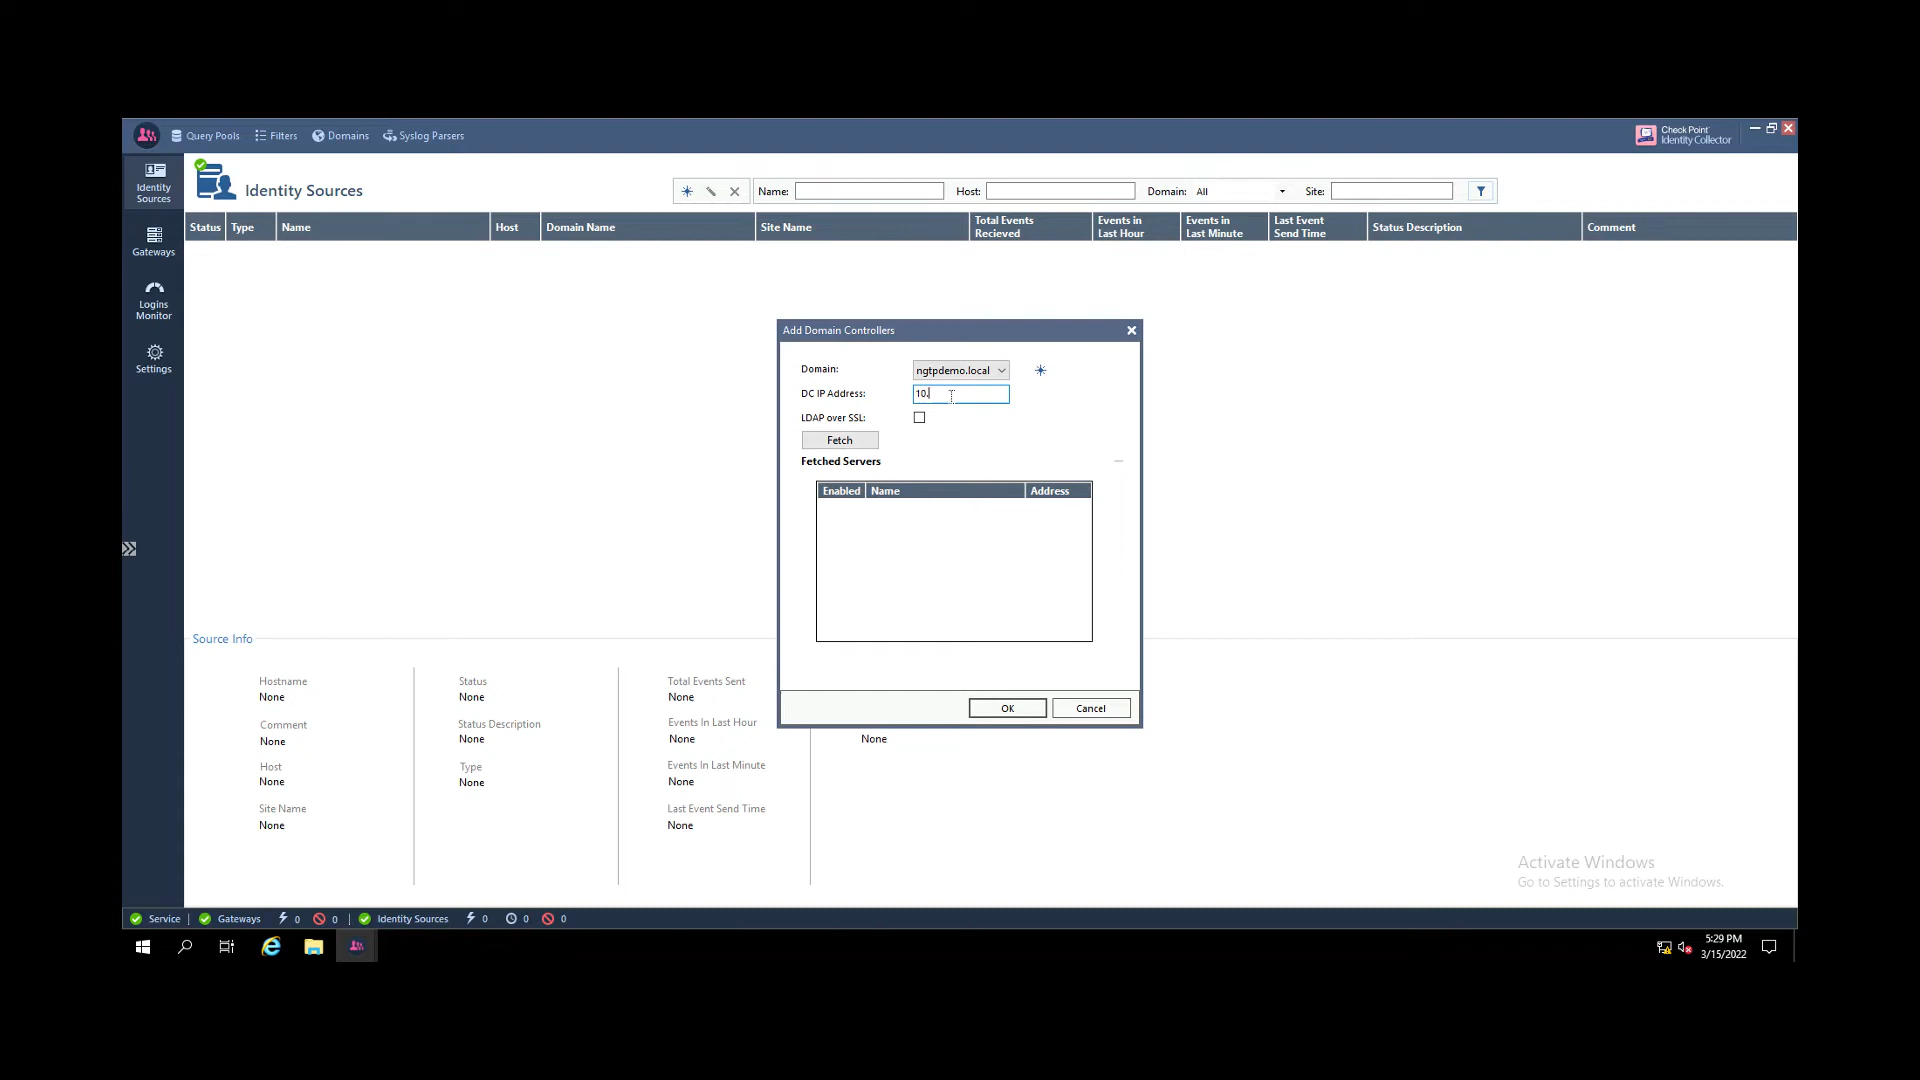 Query Pools Filters Domains Syslog Parsers
Check Point
Identity Collector
Identity
Sources
Gateways
Logins
Monitor
Settings
Identity Sources
Name: Host: Domain: All Site:
Status Type Name Host Domain Name Site Name Total Events Recieved Events in Last Hour Events in Last Minute Last Event Send Time Status Description Comment
Add Domain Controllers
Domain: ngtpdemo.local
DC IP Address: 10.
LDAP over SSL:
Fetch
Fetched Servers
Enabled Name Address
OK Cancel
Source Info
Hostname
None
Comment
None
Host
None
Site Name
None
Status
None
Status Description
None
Type
None
Total Events Sent
None
Events In Last Hour
None
Events In Last Minute
None
Last Event Send Time
None
None
Activate Windows
Go to Settings to activate Windows.
Service Gateways 0 0 Identity Sources 0 0 0
5:29 PM
3/15/2022